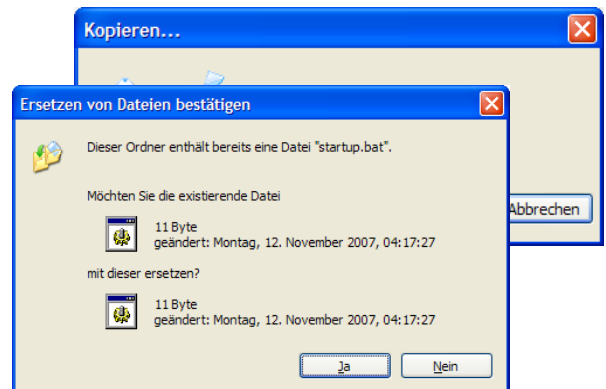 Kopieren...
Ersetzen von Dateien bestätigen
Dieser Ordner enthält bereits eine Datei "startup.bat".
Möchten Sie die existierende Datei
11 Byte
geändert: Montag, 12. November 2007, 04:17:27
mit dieser ersetzen?
11 Byte
geändert: Montag, 12. November 2007, 04:17:27
Ja
Nein
Abbrechen